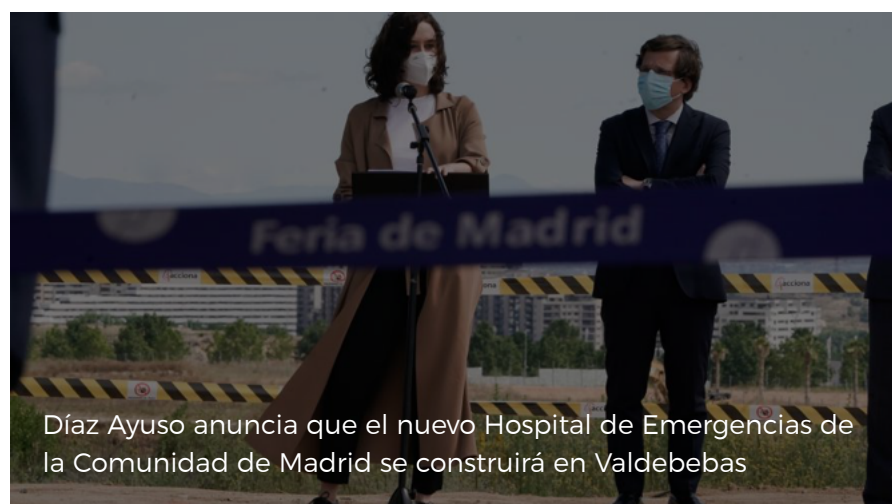 Feria de Madrid
acciona
acciona
Díaz Ayuso anuncia que el nuevo Hospital de Emergencias de
la Comunidad de Madrid se construirá en Valdebebas